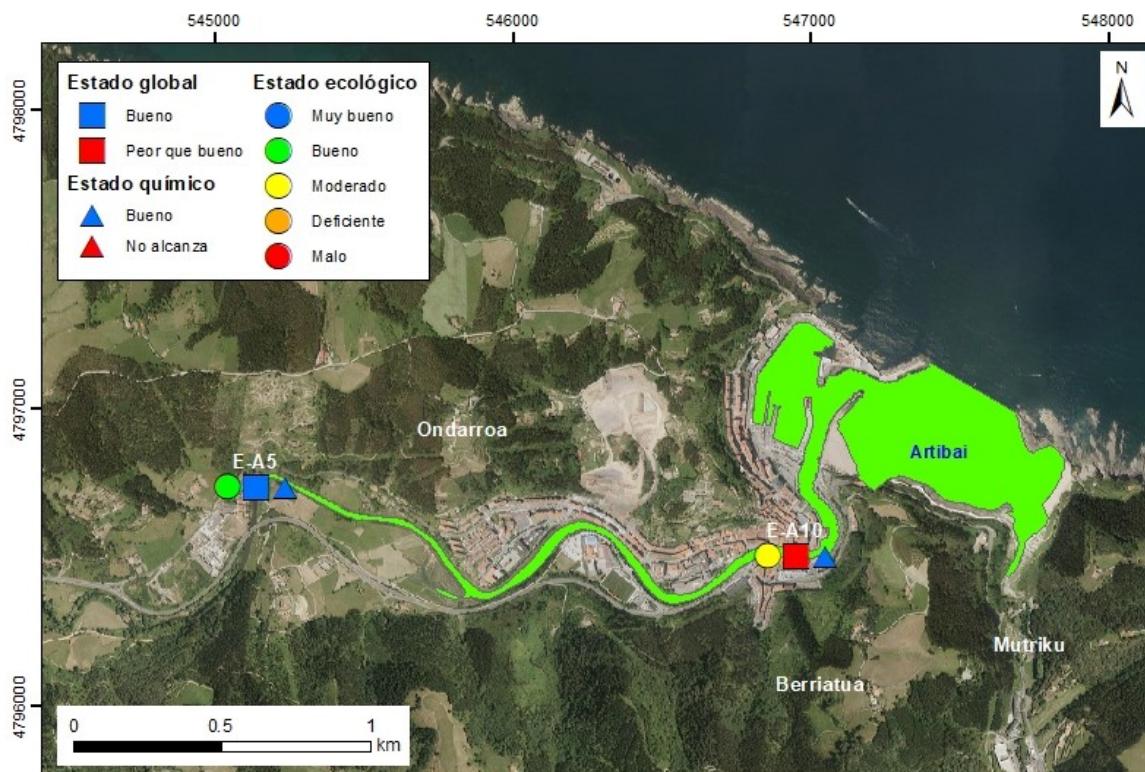 545000 546000 547000 548000
4798000
4797000
4796000
N
Estado global
Bueno
Peor que bueno
Estado químico
Bueno
No alcanza
Estado ecológico
Muy bueno
Bueno
Moderado
Deficiente
Malo
Ondarroa
Artibai
E-A5
E-A10
Mutriku
Berriatua
0 0.5 1
km